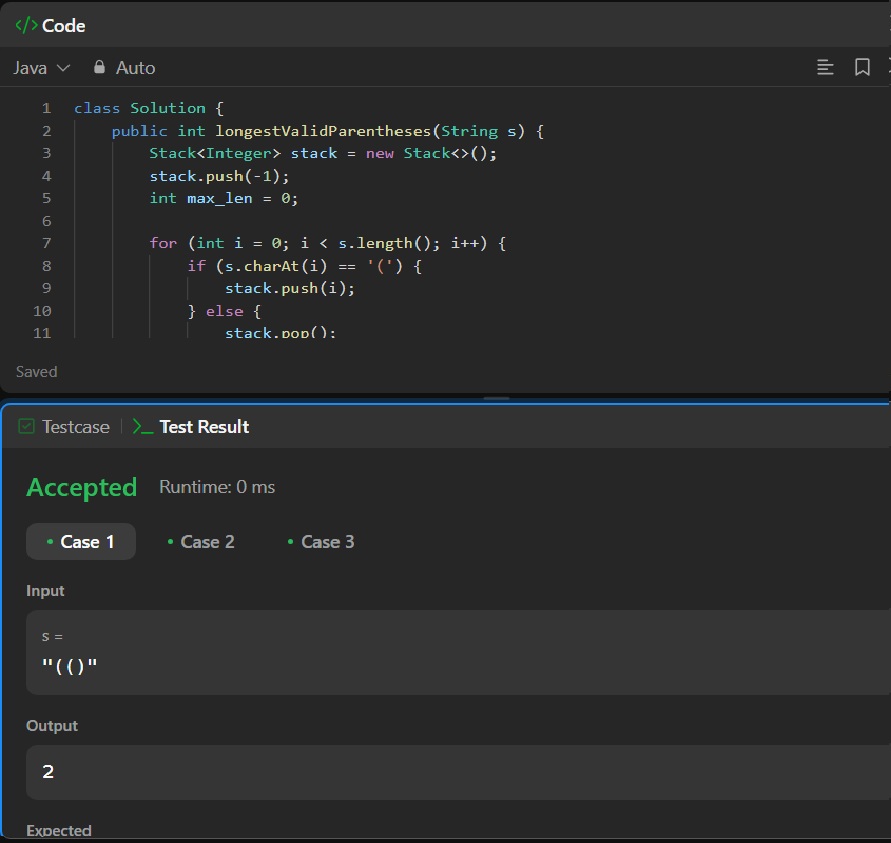 </> Code
Java Auto
1 class Solution {
2 public int longestValidParentheses(String s) {
3 Stack<Integer> stack = new Stack<>();
4 stack.push(-1);
5 int max_len = 0;
6
7 for (int i = 0; i < s.length(); i++) {
8 if (s.charAt(i) == '(') {
9 stack.push(i);
10 } else {
11 stack.pop();
Saved
Testcase | >_ Test Result
Accepted Runtime: 0 ms
• Case 1 • Case 2 • Case 3
Input
s =
"(()"
Output
2
Expected